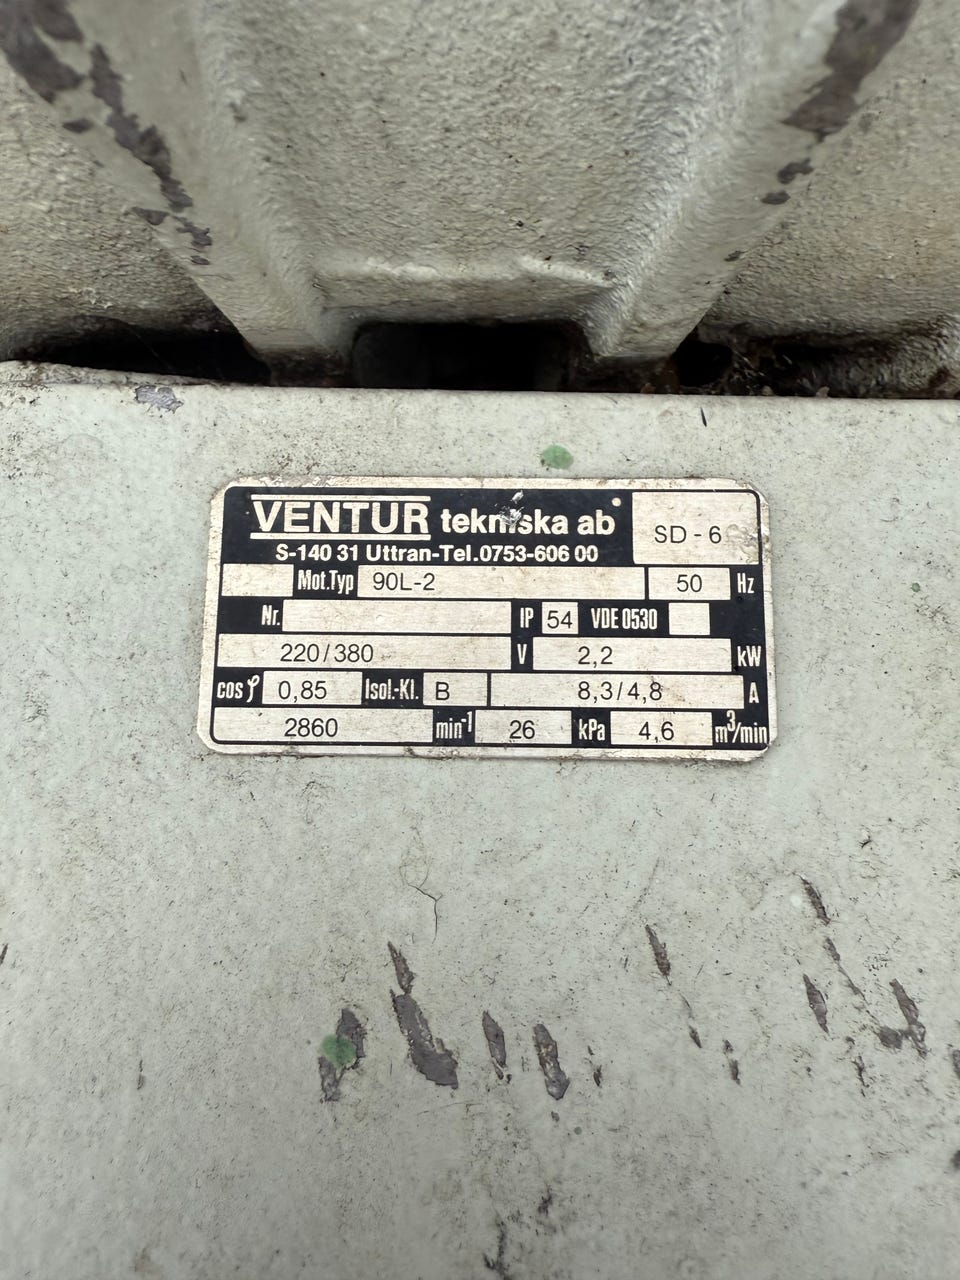 VENTUR tekniska ab
S-140 31 Uttran-Tel.0753-606 00
SD-6
Mot.Typ 90L-2 50 Hz
Nr. IP 54 VDE 0530
220/380 V 2,2 kW
cos φ 0,85 Isol.-Kl. B 8,3/4,8 A
2860 min⁻¹ 26 kPa 4,6 m³/min